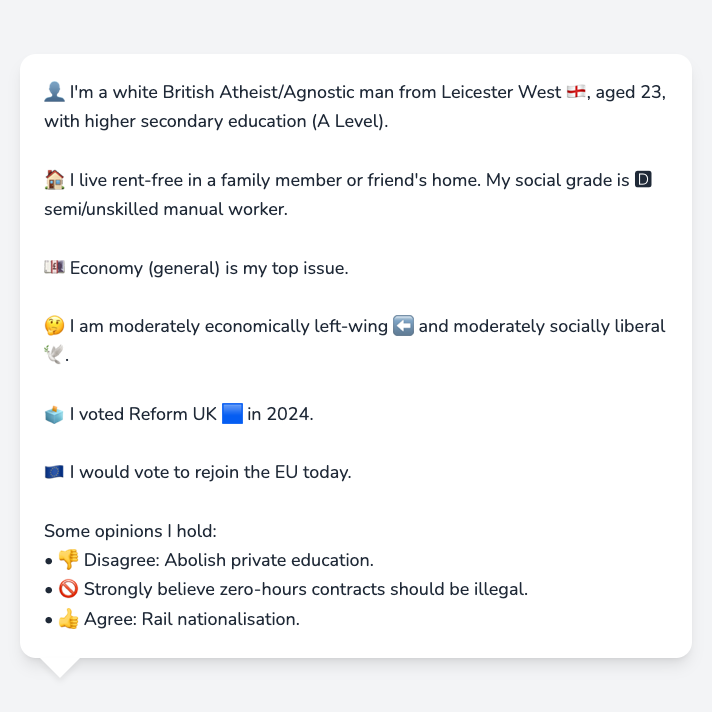 👤 I'm a white British Atheist/Agnostic man from Leicester West 🏴󠁧󠁢󠁥󠁮󠁧󠁿, aged 23,
with higher secondary education (A Level).
🏠 I live rent-free in a family member or friend's home. My social grade is 🅳
semi/unskilled manual worker.
💷 Economy (general) is my top issue.
🤔 I am moderately economically left-wing ⬅️ and moderately socially liberal
🕊️.
🗳️ I voted Reform UK 🟦 in 2024.
🇪🇺 I would vote to rejoin the EU today.
Some opinions I hold:
• 👎 Disagree: Abolish private education.
• 🚫 Strongly believe zero-hours contracts should be illegal.
• 👍 Agree: Rail nationalisation.